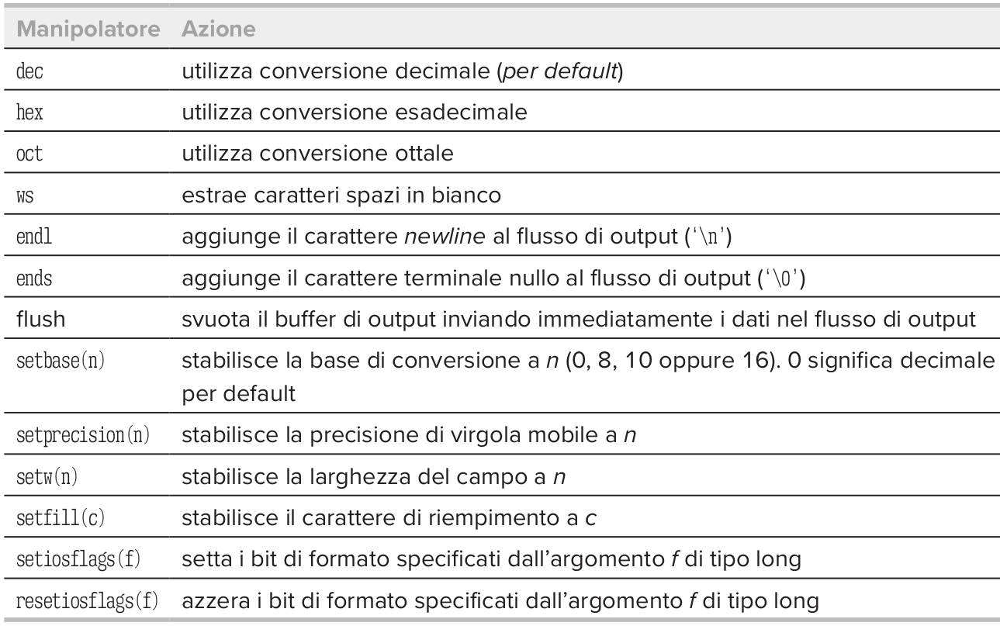 Manipolatore Azione
dec utilizza conversione decimale (per default)
hex utilizza conversione esadecimale
oct utilizza conversione ottale
ws estrae caratteri spazi in bianco
endl aggiunge il carattere newline al flusso di output (‘\n’)
ends aggiunge il carattere terminale nullo al flusso di output (‘\0’)
flush svuota il buffer di output inviando immediatamente i dati nel flusso di output
setbase(n) stabilisce la base di conversione a n (0, 8, 10 oppure 16). 0 significa decimale
per default
setprecision(n) stabilisce la precisione di virgola mobile a n
setw(n) stabilisce la larghezza del campo a n
setfill(c) stabilisce il carattere di riempimento a c
setiosflags(f) setta i bit di formato specificati dall’argomento f di tipo long
resetiosflags(f) azzera i bit di formato specificati dall’argomento f di tipo long